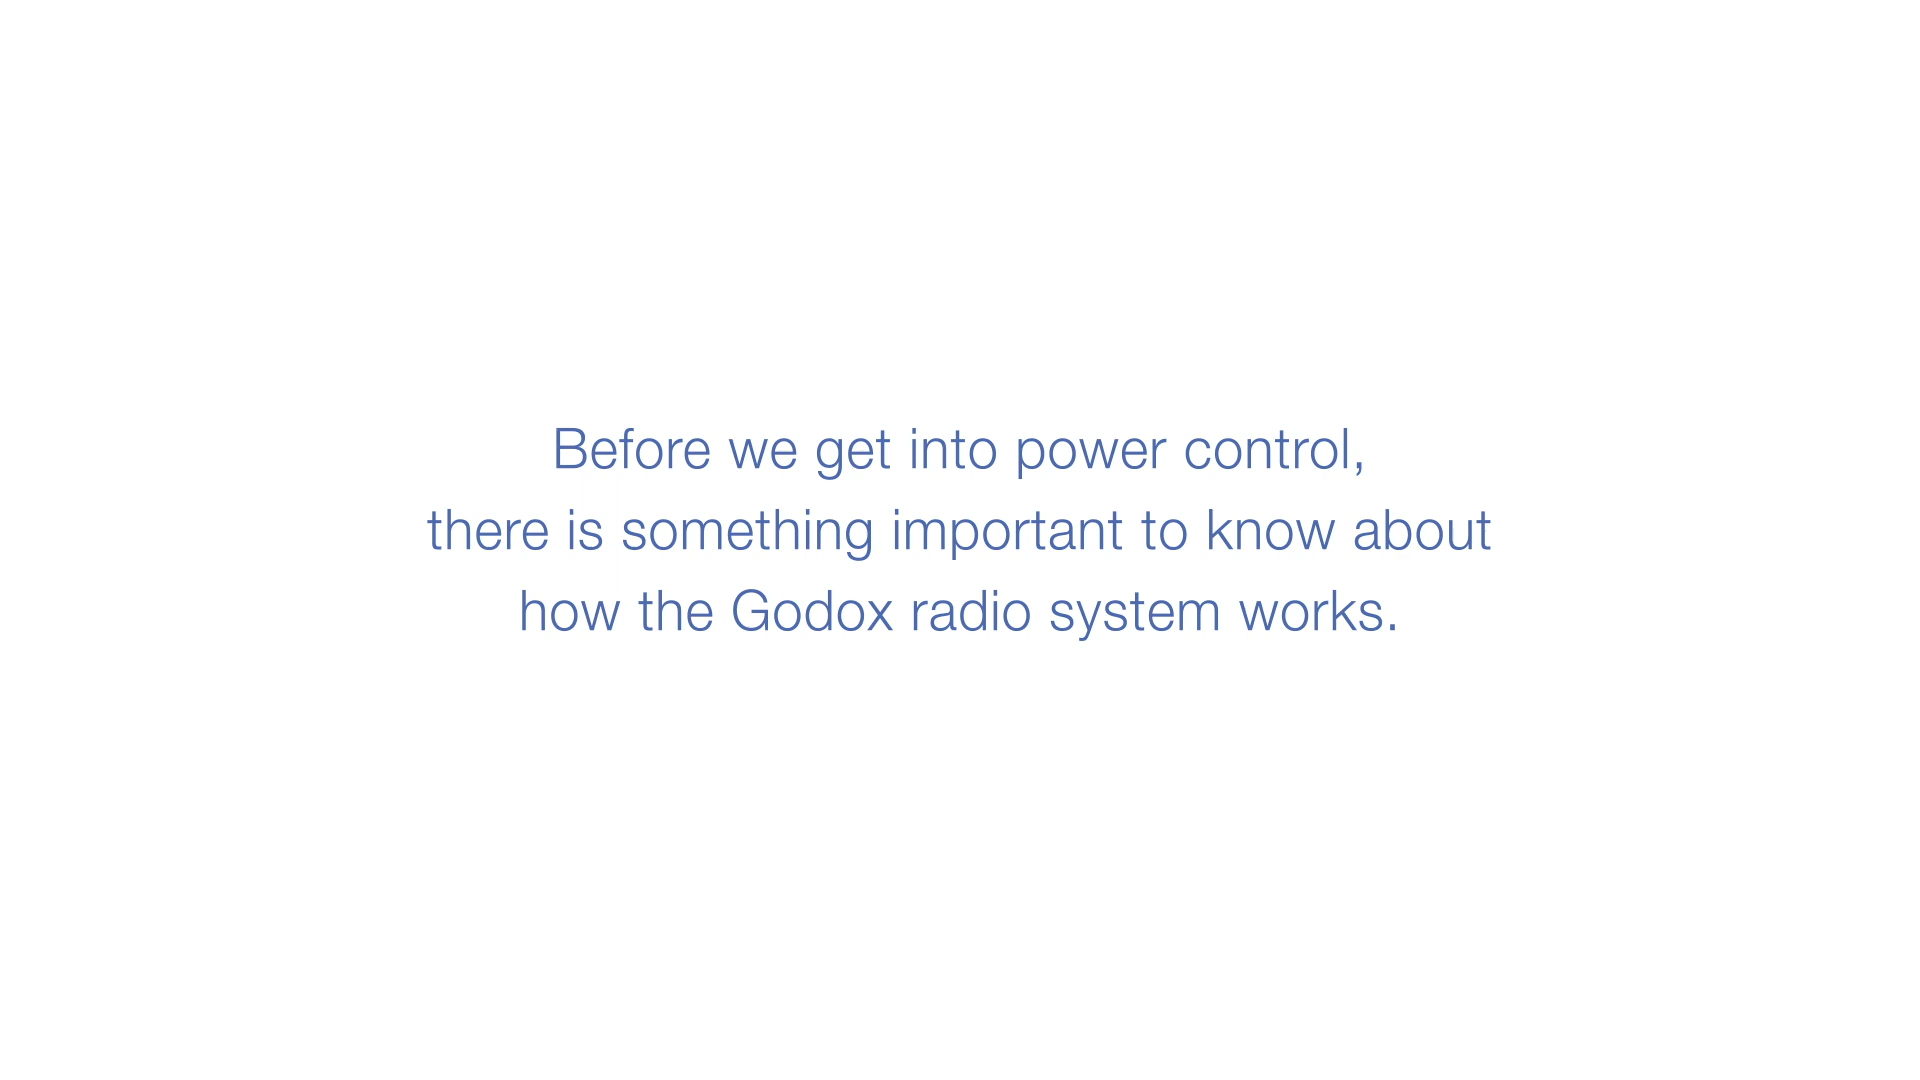 Before we get into power control,
there is something important to know about
how the Godox radio system works.